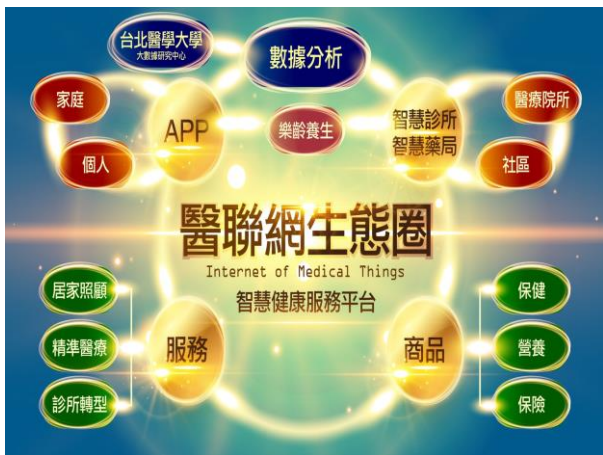 台北醫學大學
大數據研究中心
數據分析
家庭
個人
APP
樂齡養生
智慧診所
智慧藥局
醫療院所
社區
醫聯網生態圈
Internet of Medical Things
智慧健康服務平台
居家照顧
精準醫療
診所轉型
服務
商品
保健
營養
保險